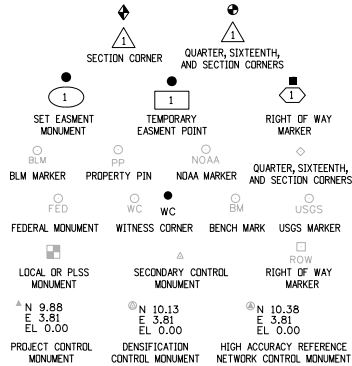 1
1
SECTION CORNER
QUARTER, SIXTEENTH,
AND SECTION CORNERS
1
1
1
SET EASMENT
MONUMENT
TEMPORARY
EASMENT POINT
RIGHT OF WAY
MARKER
BLM
PP
NOAA
BLM MARKER
PROPERTY PIN
NOAA MARKER
QUARTER, SIXTEENTH,
AND SECTION CORNERS
FED
WC
WC
BM
USGS
FEDERAL MONUMENT
WITNESS CORNER
BENCH MARK
USGS MARKER
ROW
LOCAL OR PLSS
MONUMENT
SECONDARY CONTROL
MONUMENT
RIGHT OF WAY
MARKER
N 9.88
E 3.81
EL 0.00
N 10.13
E 3.81
EL 0.00
N 10.38
E 3.81
EL 0.00
PROJECT CONTROL
MONUMENT
DENSIFICATION
CONTROL MONUMENT
HIGH ACCURACY REFERENCE
NETWORK CONTROL MONUMENT